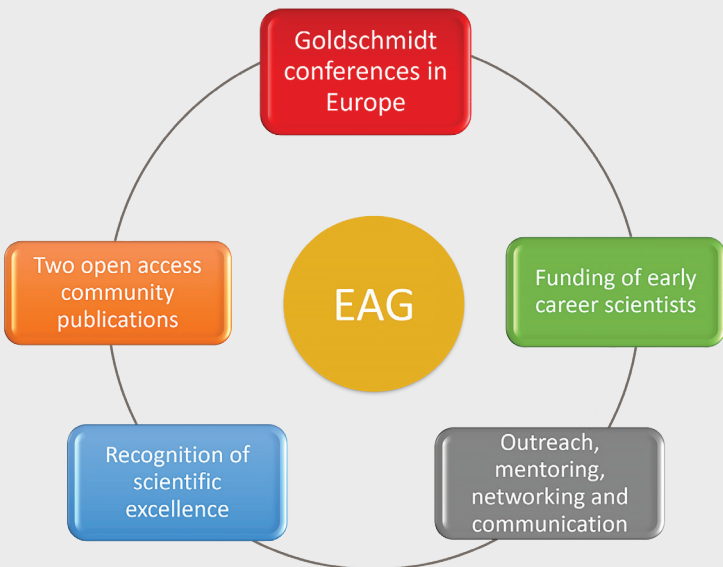 Goldschmidt
conferences in
Europe
Two open access
community
publications
EAG
Funding of early
career scientists
Recognition of
scientific
excellence
Outreach,
mentoring,
networking and
communication